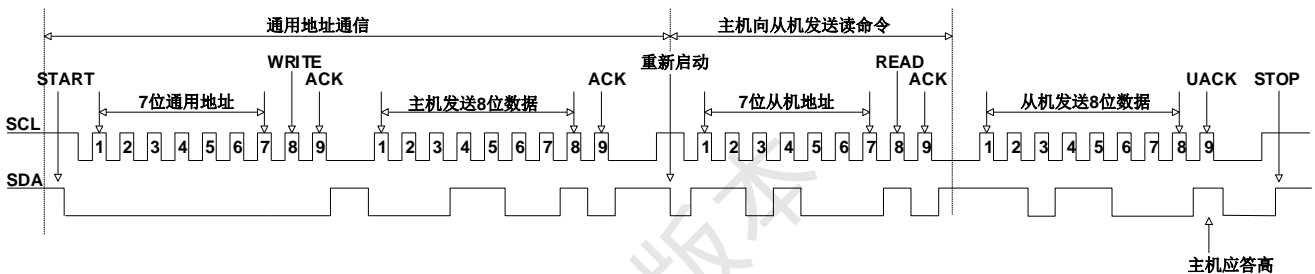 通用地址通信 主机向从机发送读命令
WRITE 重新启动 READ
START ACK ACK ACK UACK STOP
7位通用地址 主机发送8位数据 7位从机地址 从机发送8位数据
SCL 1 2 3 4 5 6 7 8 9 1 2 3 4 5 6 7 8 9 1 2 3 4 5 6 7 8 9 1 2 3 4 5 6 7 8 9
SDA
主机应答高
版本